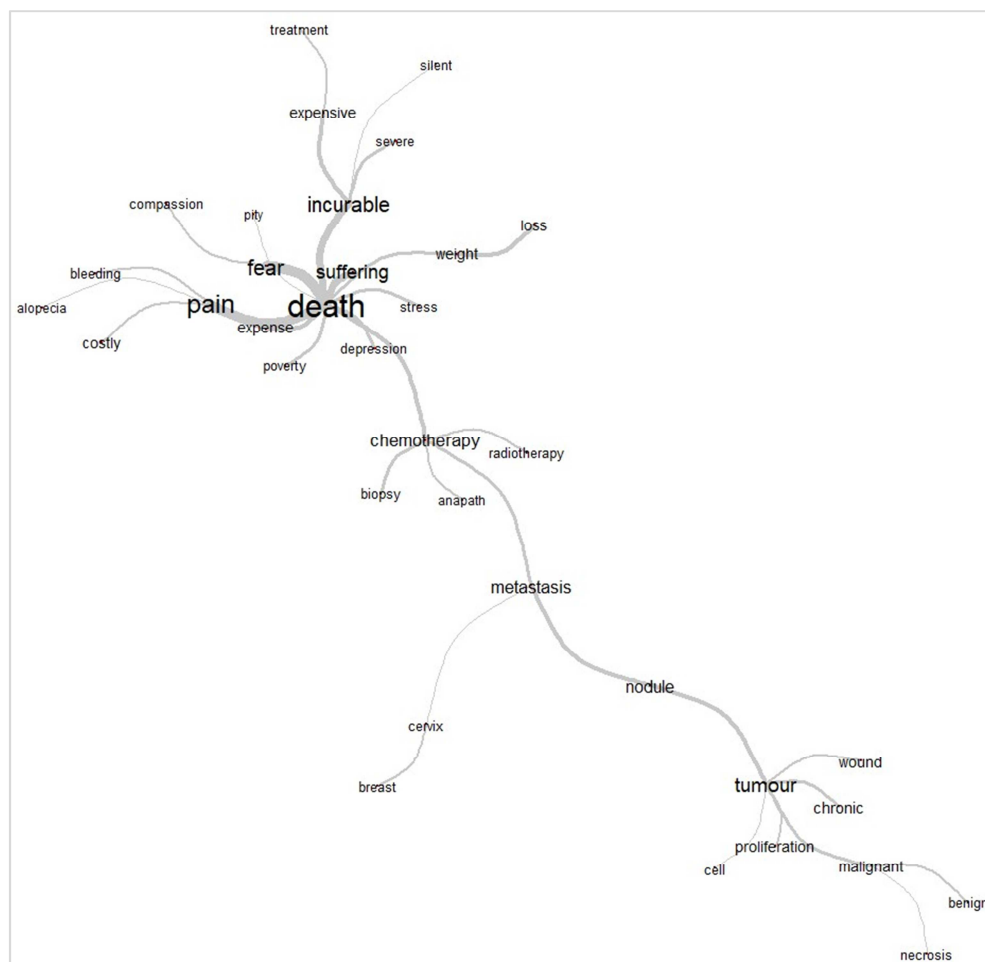 treatment
silent
expensive
severe
compassion
pity
incurable
loss
weight
fear
suffering
bleeding
alopecia
pain
death
stress
expense
costly
depression
poverty
chemotherapy
radiotherapy
biopsy
anapath
metastasis
nodule
cervix
breast
wound
tumour
chronic
proliferation
cell
malignant
benign
necrosis